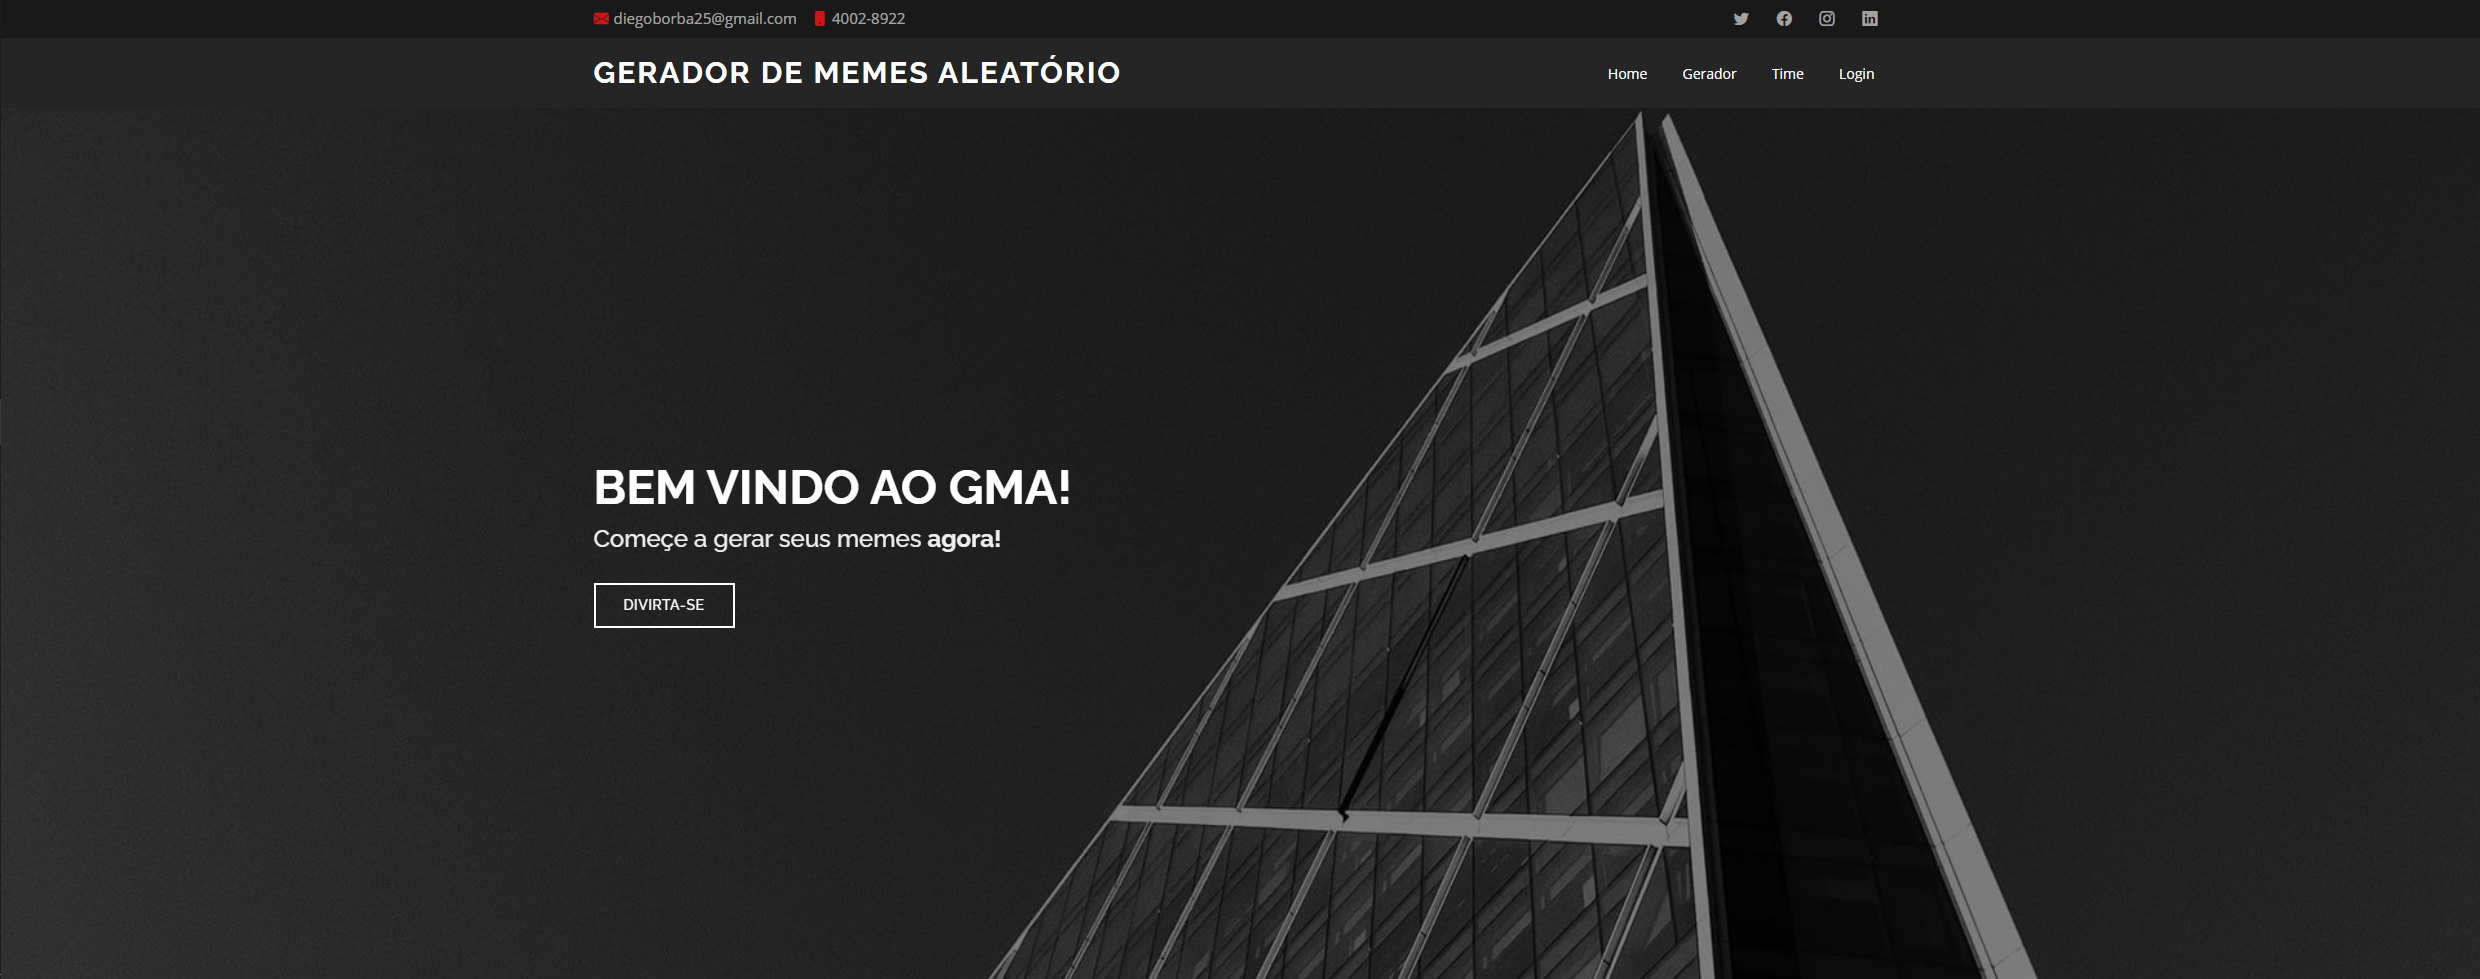 diegoborba25@gmail.com 4002-8922
GERADOR DE MEMES ALEATÓRIO
Home Gerador Time Login
BEM VINDO AO GMA!
Começe a gerar seus memes agora!
DIVIRTA-SE